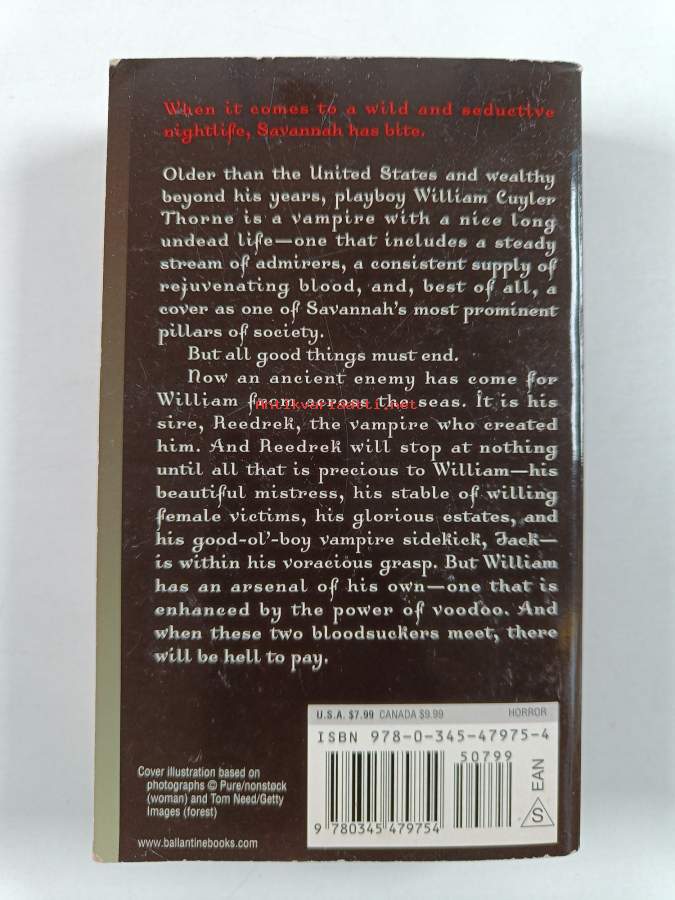 When it comes to a wild and seductive
nightlife, Savannah has bite.
Older than the United States and wealthy
beyond his years, playboy William Cuyler
Thorne is a vampire with a nice long
undead life—one that includes a steady
stream of admirers, a consistent supply of
rejuvenating blood, and, best of all, a
cover as one of Savannah's most prominent
pillars of society.
But all good things must end.
Now an ancient enemy has come for
William from across the seas. It is his
Antikvariaatti.net
sire, Reedrek, the vampire who created
him. And Reedrek will stop at nothing
until all that is precious to William—his
beautiful mistress, his stable of willing
female victims, his glorious estates, and
his good-ol'-boy vampire sidekick, Jack—
is within his voracious grasp. But William
has an arsenal of his own—one that is
enhanced by the power of voodoo. And
when these two bloodsuckers meet, there
will be hell to pay.
U.S.A. $7.99 CANADA $9.99 HORROR
ISBN 978-0-345-47975-4
50799
EAN
S
9 780345 479754
Cover illustration based on
photographs © Pure/nonstock
(woman) and Tom Need/Getty
Images (forest)
www.ballantinebooks.com